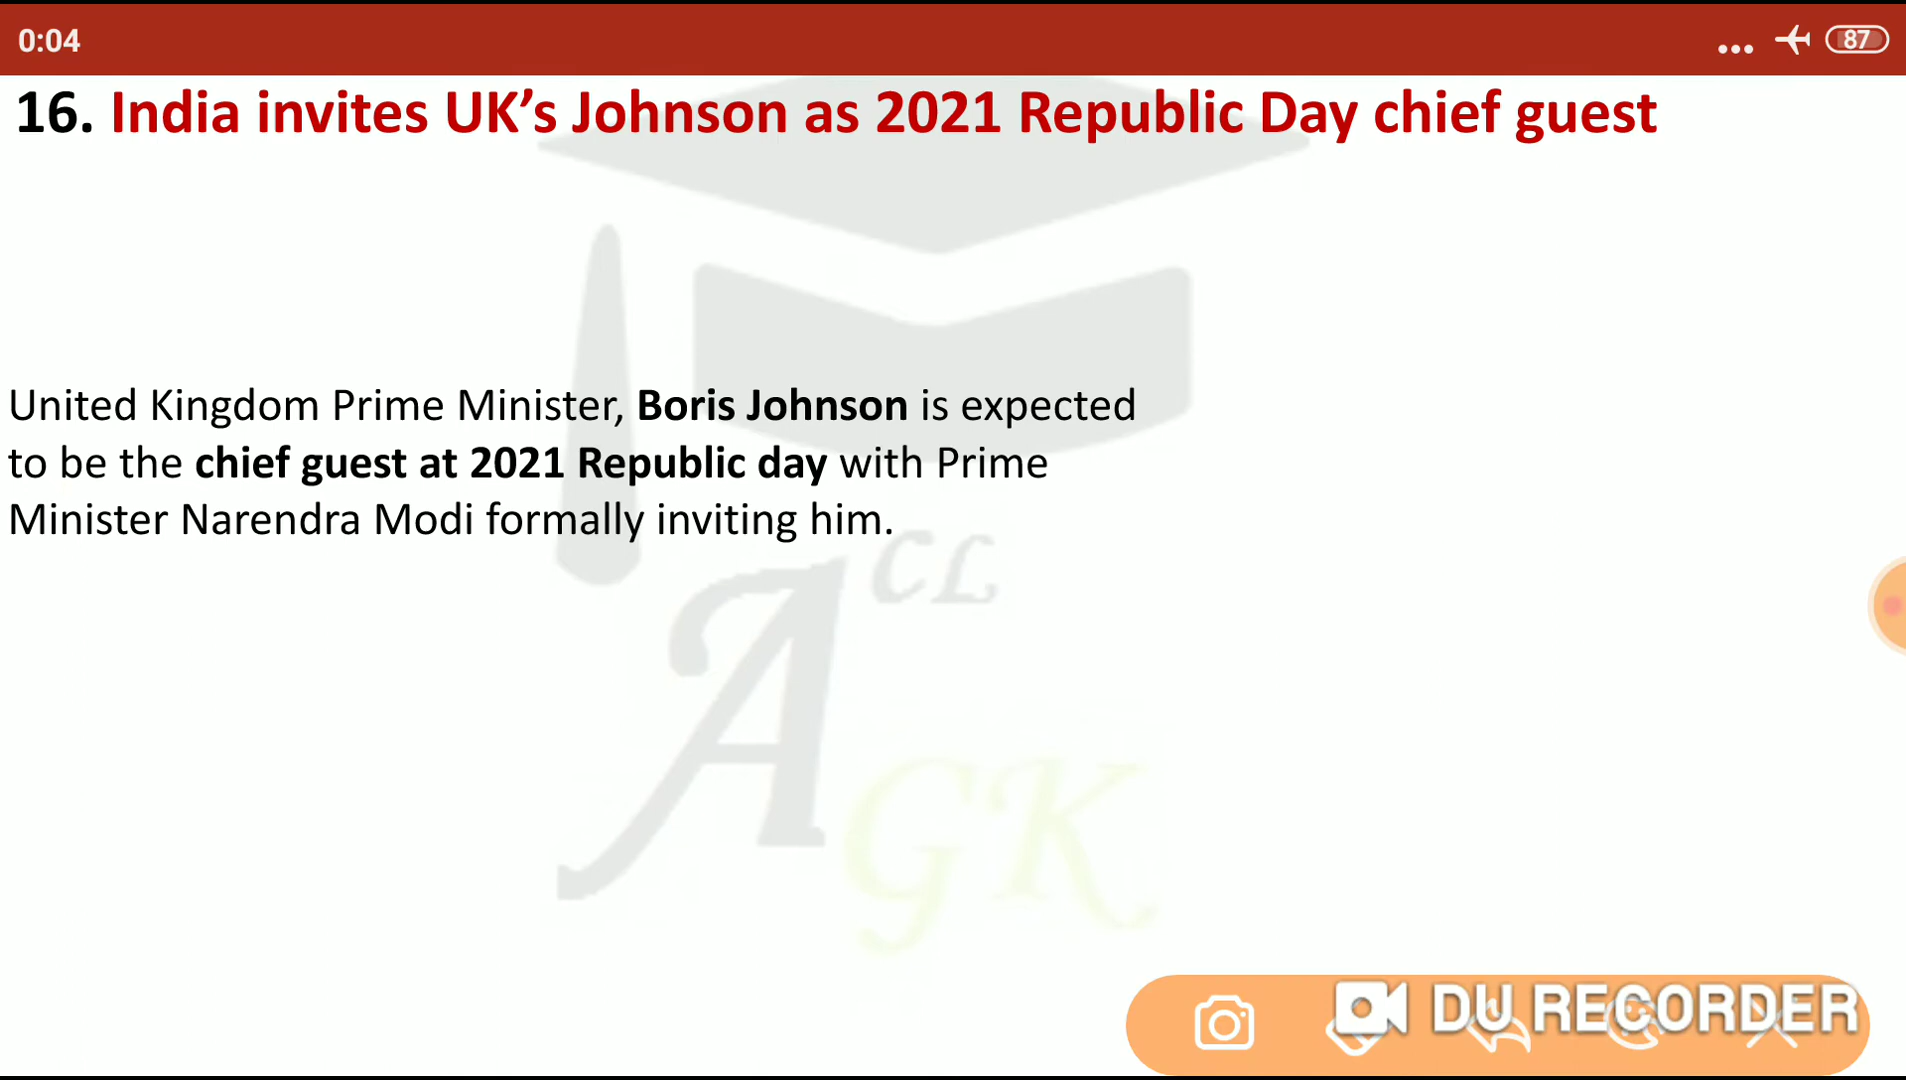 0:04
87
16. India invites UK’s Johnson as 2021 Republic Day chief guest
United Kingdom Prime Minister, Boris Johnson is expected
to be the chief guest at 2021 Republic day with Prime
Minister Narendra Modi formally inviting him.
A CL
GK
DU RECORDER